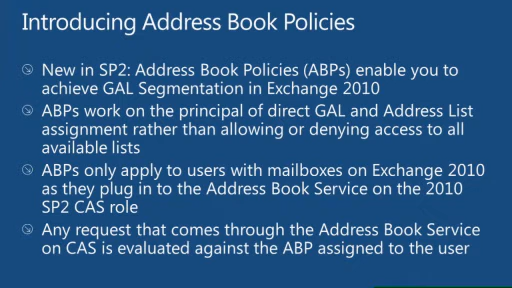 Introducing Address Book Policies
New in SP2: Address Book Policies (ABPs) enable you to
achieve GAL Segmentation in Exchange 2010
ABPs work on the principal of direct GAL and Address List
assignment rather than allowing or denying access to all
available lists
ABPs only apply to users with mailboxes on Exchange 2010
as they plug in to the Address Book Service on the 2010
SP2 CAS role
Any request that comes through the Address Book Service
on CAS is evaluated against the ABP assigned to the user